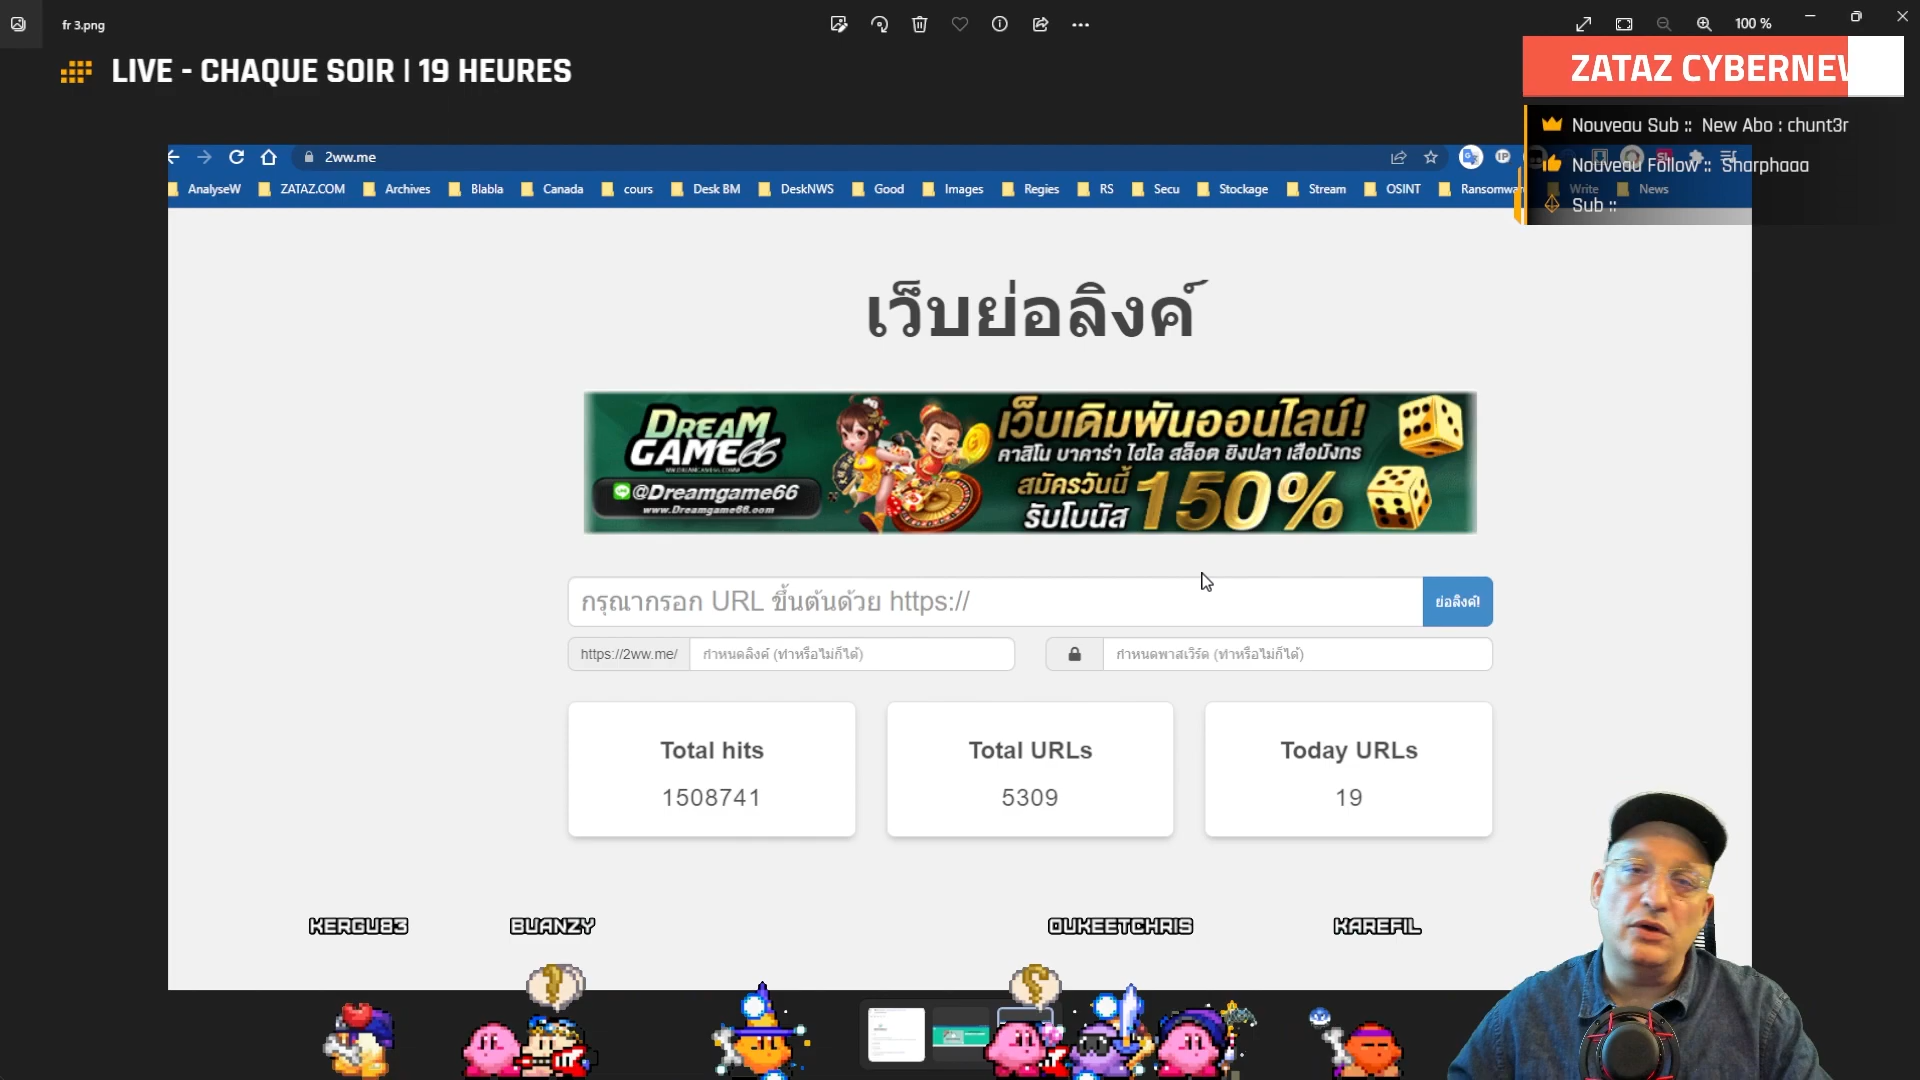 fr 3.png
100 %
LIVE - CHAQUE SOIR | 19 HEURES
ZATAZ CYBERNEW
Nouveau Sub :: New Abo : chunt3r
Nouveau Follow :: Sharphaaa
Sub ::
2ww.me
AnalyseW ZATAZ.COM Archives Blabla Canada cours Desk BM DeskNWS Good Images Regies RS Secu Stockage Stream OSINT Ransomwar Write News
เว็บย่อลิงค์
DREAM GAME66
เว็บเดิมพันออนไลน์!
คาสิโน บาคาร่า ไฮโล สล็อต ยิงปลา เสือมังกร
@Dreamgame66
www.Dreamgame66.com
สมัครวันนี้
รับโบนัส 150%
กรุณากรอก URL ขึ้นต้นด้วย https://
ย่อลิงค์!
https://2ww.me/ กำหนดลิงค์ (ทำหรือไม่ก็ได้)
กำหนดพาสเวิร์ด (ทำหรือไม่ก็ได้)
Total hits
1508741
Total URLs
5309
Today URLs
19
KERGU83 BUANZY OUKEETCHRIS KAREFIL